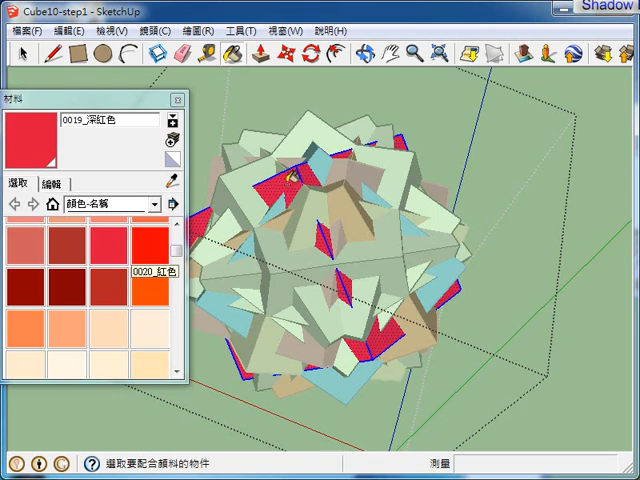 Shadow
Cube10-step1 - SketchUp
檔案(F) 編輯(E) 檢視(V) 鏡頭(C) 繪圖(R) 工具(T) 視窗(W) 說明(H)
材料
0019_深紅色
選取 編輯
顏色-名稱
0020_紅色
選取要配合顏料的物件
測量